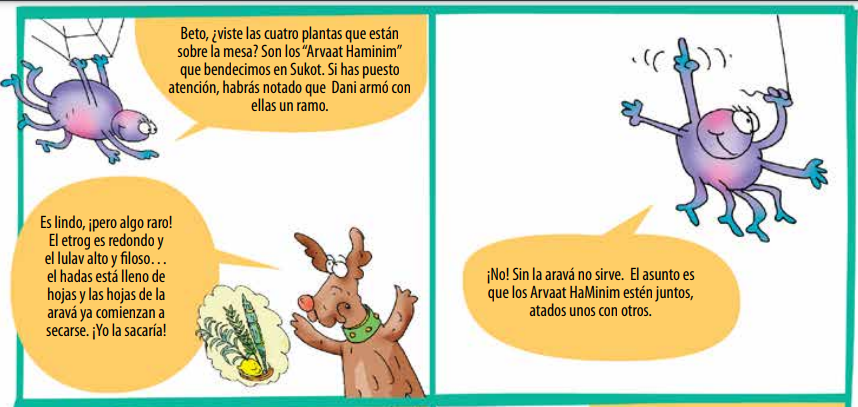 Beto, ¿viste las cuatro plantas que están
sobre la mesa? Son los “Arvaat Haminim”
que bendecimos en Sukot. Si has puesto
atención, habrás notado que Dani armó con
ellas un ramo.
Es lindo, ¡pero algo raro!
El etrog es redondo y
el lulav alto y filoso…
el hadas está lleno de
hojas y las hojas de la
aravá ya comienzan a
secarse. ¡Yo la sacaría!
¡No! Sin la aravá no sirve. El asunto es
que los Arvaat HaMinim estén juntos,
atados unos con otros.